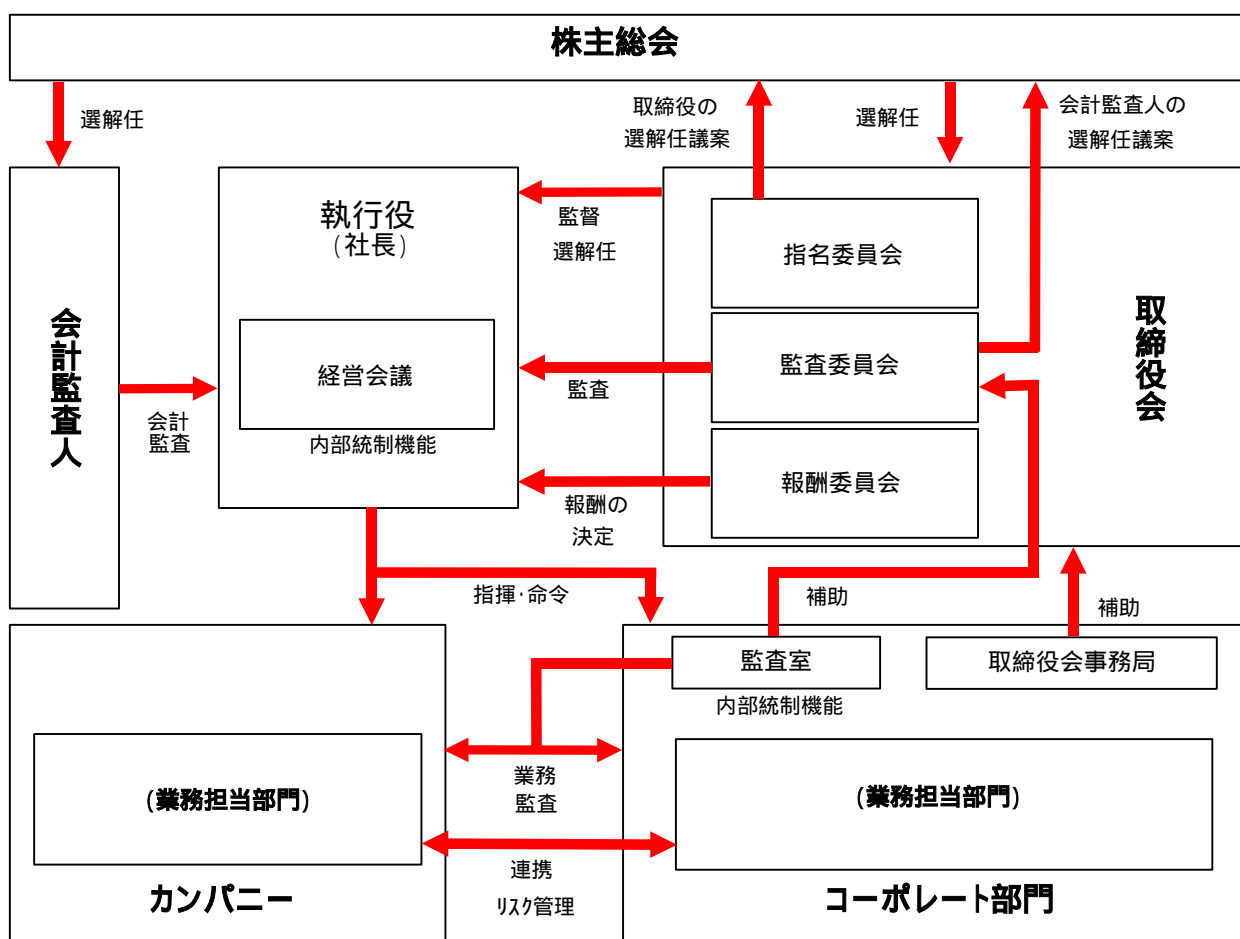 株主総会
選解任
取締役の
選解任議案
選解任
会計監査人の
選解任議案
会計監査人
執行役
(社長)
監督
選解任
指名委員会
取締役会
経営会議
内部統制機能
監査
監査委員会
会計
監査
報酬の
決定
報酬委員会
指揮・命令
補助
補助
監査室
内部統制機能
取締役会事務局
業務
監査
(業務担当部門)
(業務担当部門)
連携
リスク管理
カンパニー
コーポレート部門